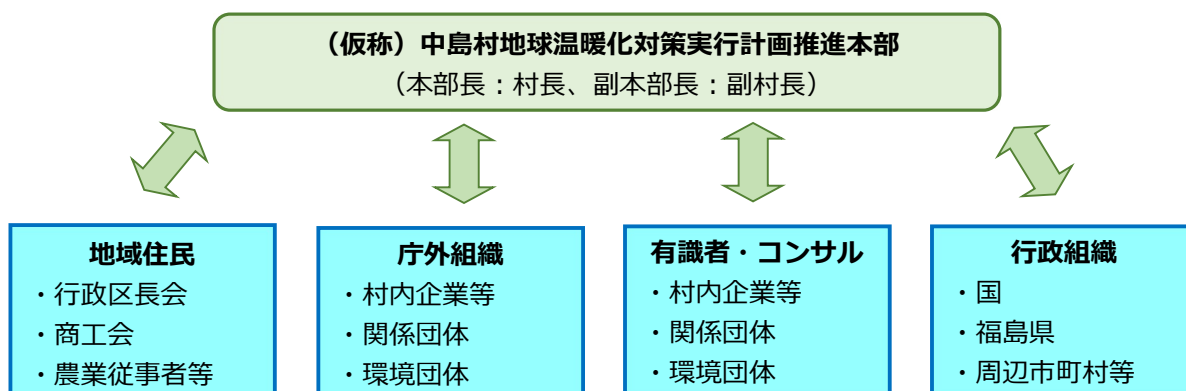 （仮称）中島村地球温暖化対策実行計画推進本部
（本部長：村長、副本部長：副村長）
地域住民
・行政区長会
・商工会
・農業従事者等
庁外組織
・村内企業等
・関係団体
・環境団体
有識者・コンサル
・村内企業等
・関係団体
・環境団体
行政組織
・国
・福島県
・周辺市町村等